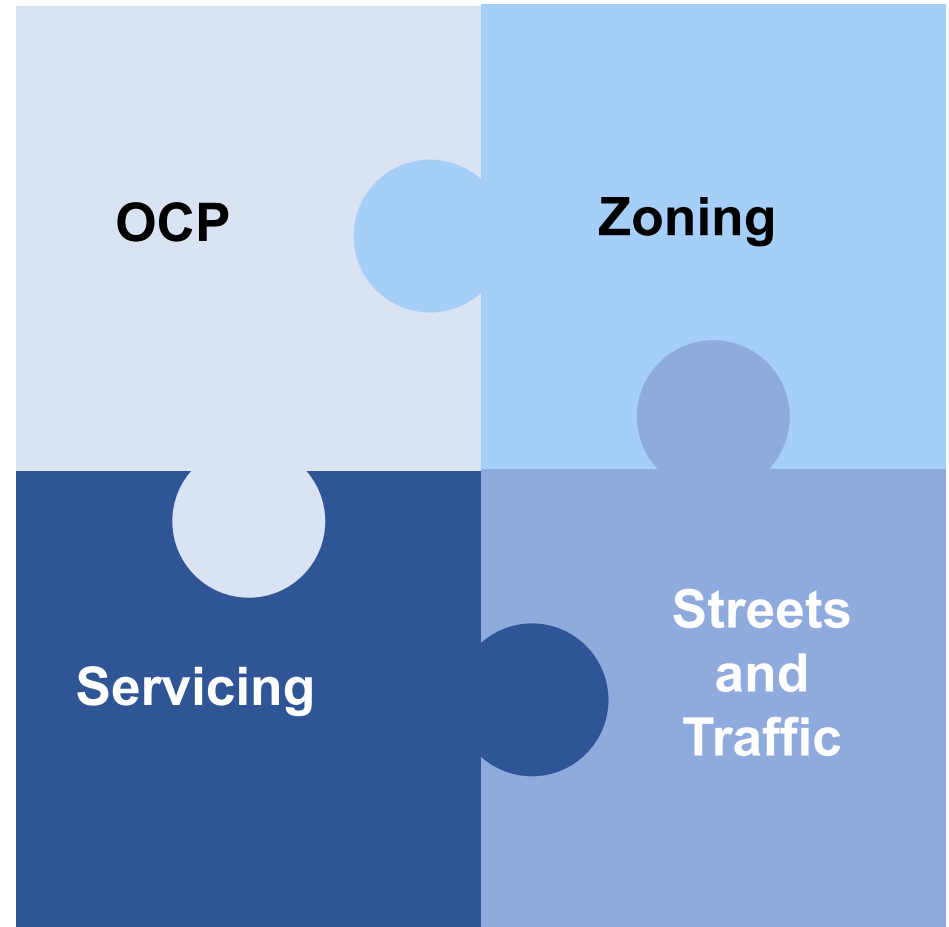 OCP
Zoning
Servicing
Streets
and
Traffic